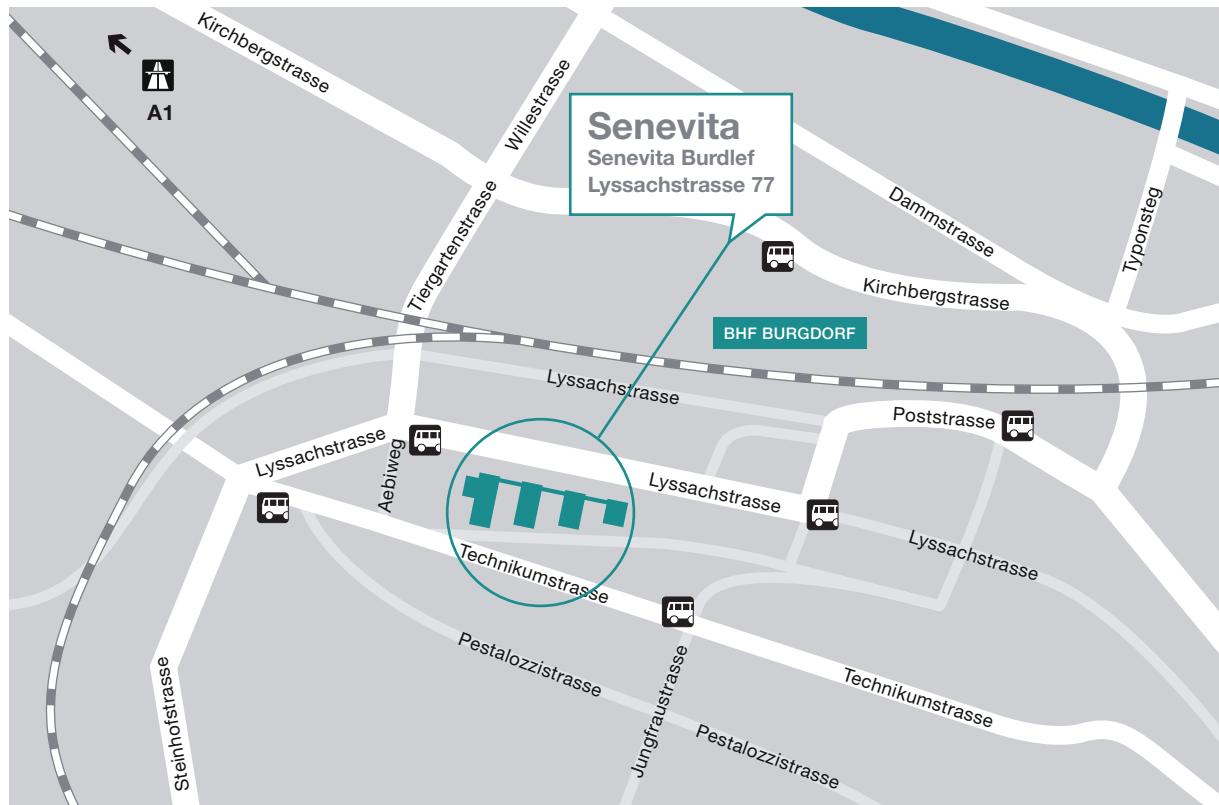 Kirchbergstrasse
A1
Willestrasse
Senevita
Senevita Burdlef
Lyssachstrasse 77
Dammstrasse
Typonsteg
Tiergartenstrasse
Kirchbergstrasse
BHF BURGDORF
Lyssachstrasse
Poststrasse
Lyssachstrasse
Aebiweg
Lyssachstrasse
Lyssachstrasse
Technikumstrasse
Pestalozzistrasse
Steinhofstrasse
Jungfraustrasse
Technikumstrasse
Pestalozzistrasse